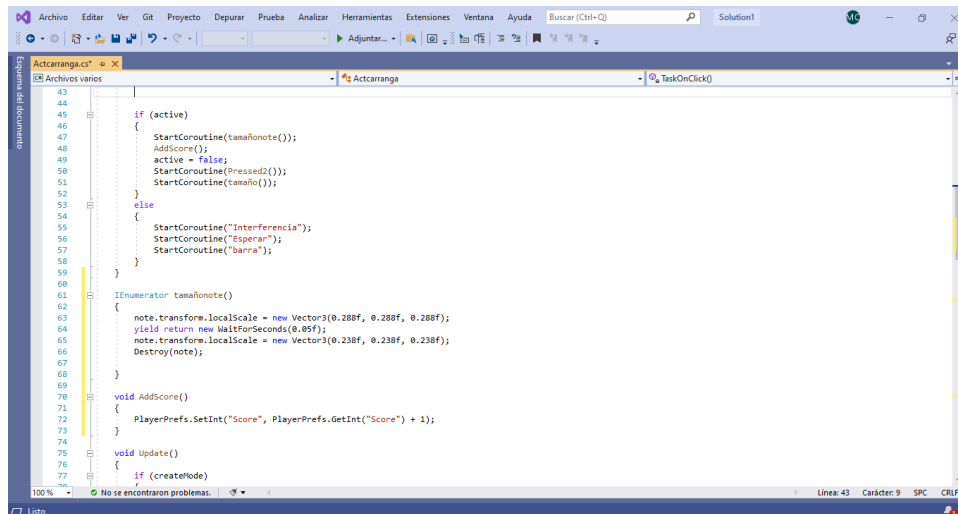 Archivo Editar Ver Git Proyecto Depurar Prueba Analizar Herramientas Extensiones Ventana Ayuda Buscar (Ctrl+Q) Solution1 MC
Adjuntar...
Esquema del documento
Actcarranga.cs*
C# Archivos varios Actcarranga TaskOnClick()
43
44
45 if (active)
46 {
47 StartCoroutine(tamañonote());
48 AddScore();
49 active = false;
50 StartCoroutine(Pressed2());
51 StartCoroutine(tamaño());
52 }
53 else
54 {
55 StartCoroutine("Interferencia");
56 StartCoroutine("Esperar");
57 StartCoroutine("barra");
58 }
59 }
60
61 IEnumerator tamañonote()
62 {
63 note.transform.localScale = new Vector3(0.288f, 0.288f, 0.288f);
64 yield return new WaitForSeconds(0.05f);
65 note.transform.localScale = new Vector3(0.238f, 0.238f, 0.238f);
66 Destroy(note);
67
68 }
69
70 void AddScore()
71 {
72 PlayerPrefs.SetInt("Score", PlayerPrefs.GetInt("Score") + 1);
73 }
74
75 void Update()
76 {
77 if (createMode)
100 % No se encontraron problemas. Línea: 43 Carácter: 9 SPC CRLF
Listo